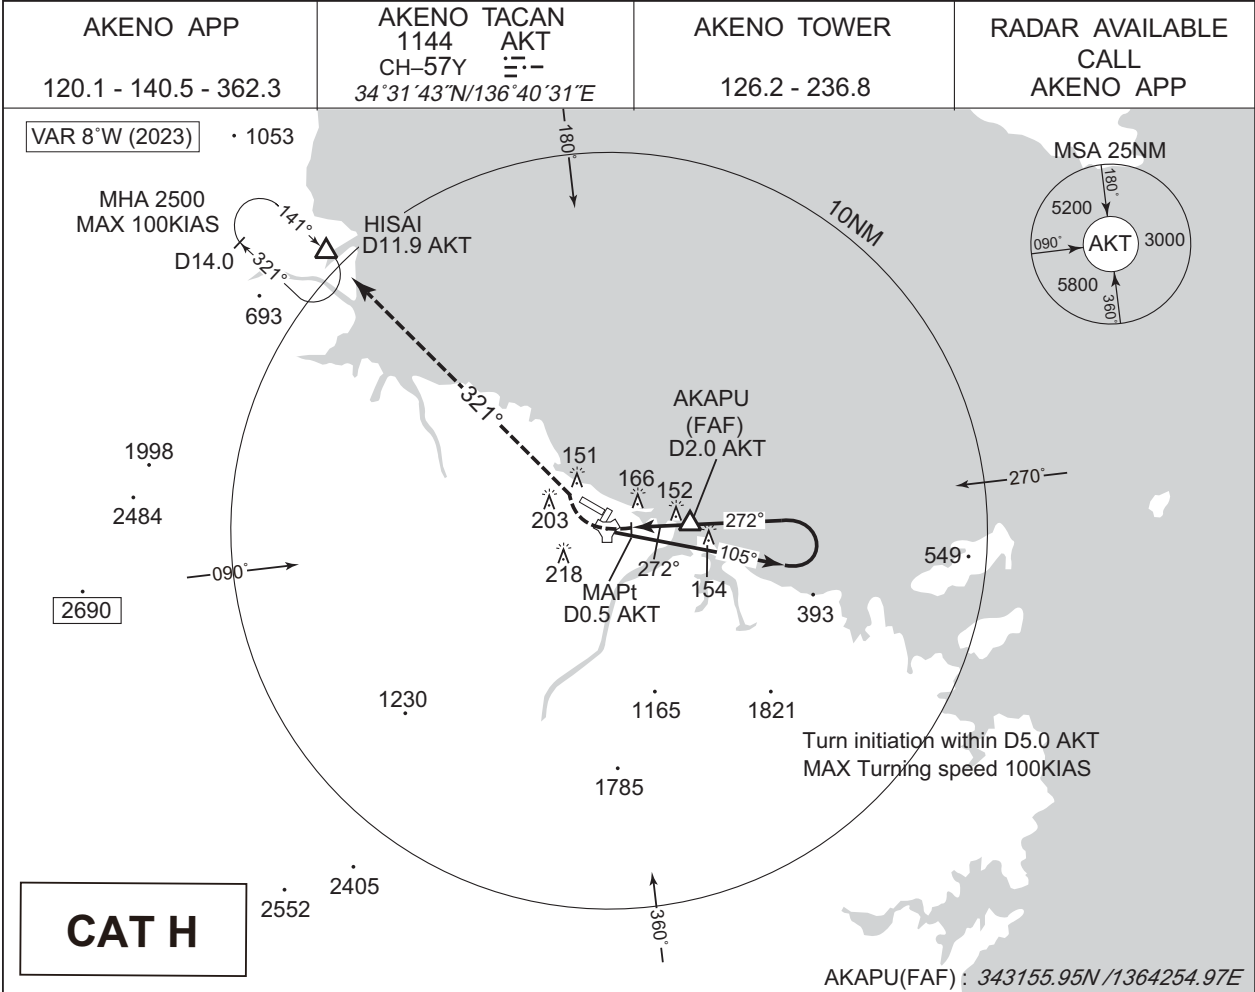 AKENO APP
120.1 - 140.5 - 362.3
AKENO TACAN
1144 AKT
CH–57Y
34°31´43˝N/136°40´31˝E
AKENO TOWER
126.2 - 236.8
RADAR AVAILABLE
CALL
AKENO APP
VAR 8°W (2023)
1053
180°
MSA 25NM
180°
5200
090°
AKT
3000
5800
360°
MHA 2500
MAX 100KIAS
141°
HISAI
D11.9 AKT
10NM
D14.0
321°
693
321°
AKAPU
(FAF)
D2.0 AKT
1998
2484
151
166
152
203
270°
272°
105°
218
272°
154
549
090°
MAPt
D0.5 AKT
393
2690
1230
1165
1821
Turn initiation within D5.0 AKT
MAX Turning speed 100KIAS
1785
2405
2552
360°
CAT H
AKAPU(FAF) : 343155.95N /1364254.97E